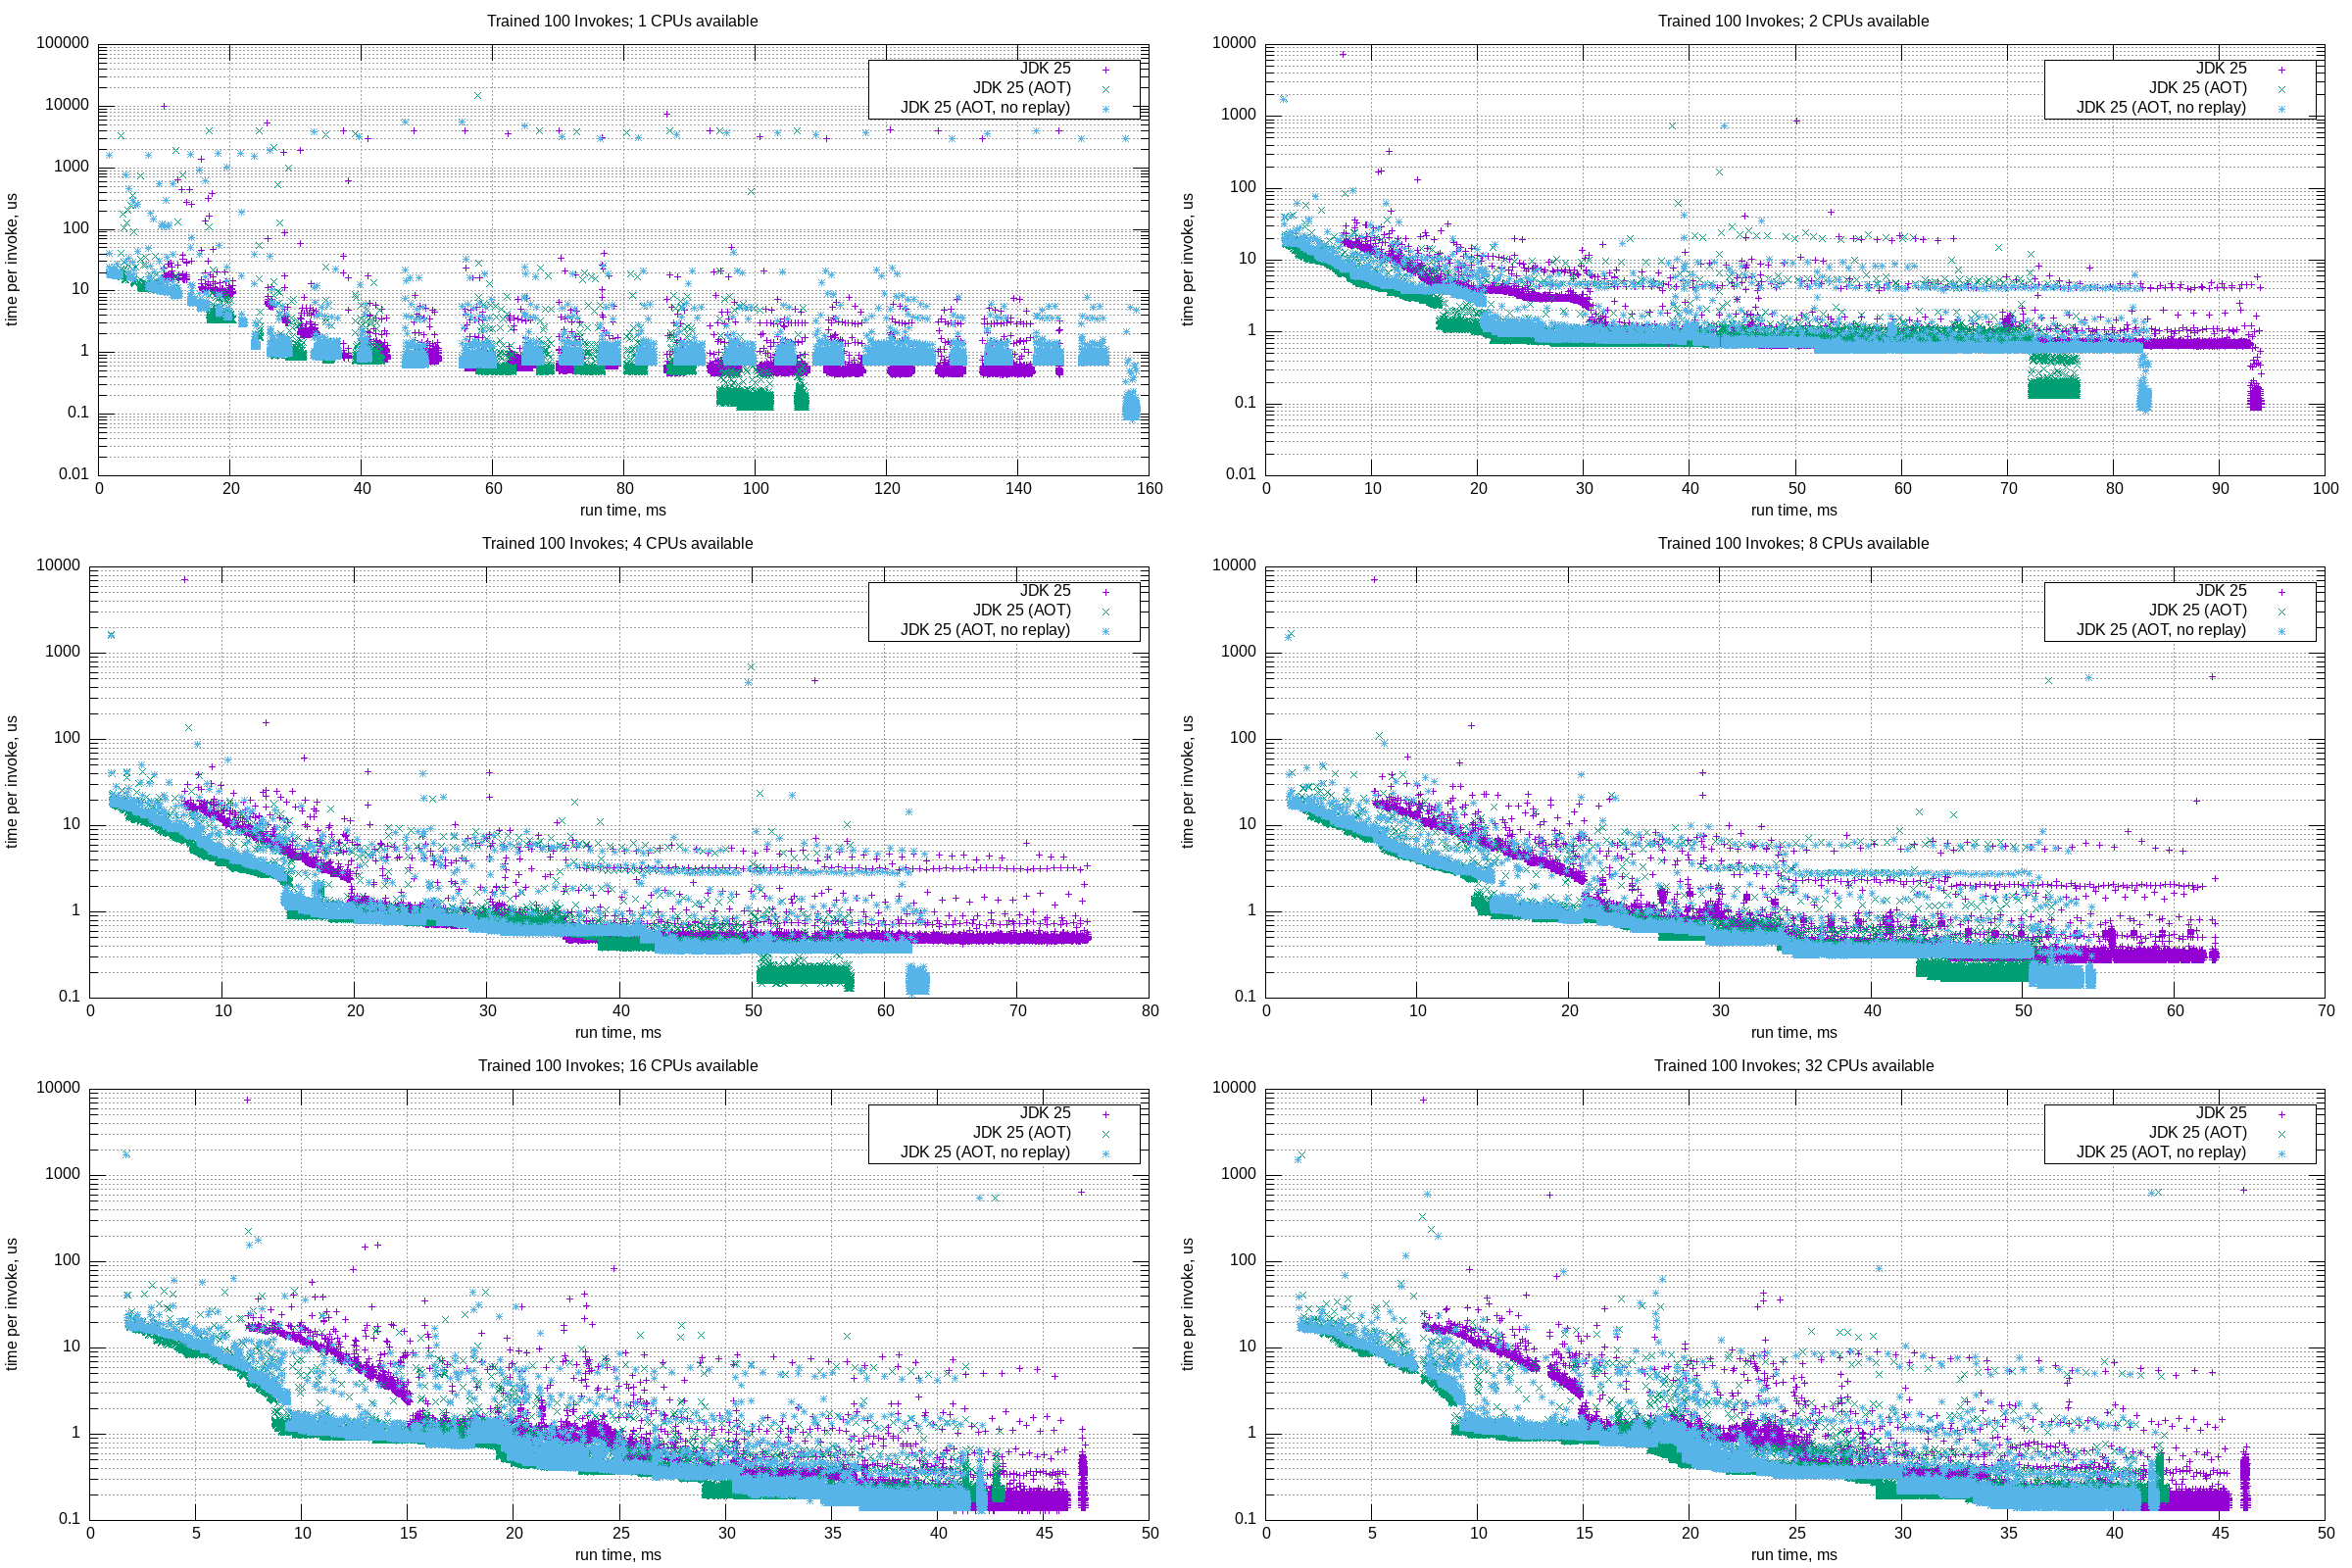 Trained 100 Invokes; 1 CPUs available
100000
10000
1000
100
10
1
0.1
0.01
time per invoke, us
JDK 25
JDK 25 (AOT)
JDK 25 (AOT, no replay)
0 20 40 60 80 100 120 140 160
run time, ms
Trained 100 Invokes; 2 CPUs available
10000
1000
100
10
1
0.1
0.01
time per invoke, us
JDK 25
JDK 25 (AOT)
JDK 25 (AOT, no replay)
0 10 20 30 40 50 60 70 80 90 100
run time, ms
Trained 100 Invokes; 4 CPUs available
10000
1000
100
10
1
0.1
time per invoke, us
JDK 25
JDK 25 (AOT)
JDK 25 (AOT, no replay)
0 10 20 30 40 50 60 70 80
run time, ms
Trained 100 Invokes; 8 CPUs available
10000
1000
100
10
1
0.1
time per invoke, us
JDK 25
JDK 25 (AOT)
JDK 25 (AOT, no replay)
0 10 20 30 40 50 60 70
run time, ms
Trained 100 Invokes; 16 CPUs available
10000
1000
100
10
1
0.1
time per invoke, us
JDK 25
JDK 25 (AOT)
JDK 25 (AOT, no replay)
0 5 10 15 20 25 30 35 40 45 50
run time, ms
Trained 100 Invokes; 32 CPUs available
10000
1000
100
10
1
0.1
time per invoke, us
JDK 25
JDK 25 (AOT)
JDK 25 (AOT, no replay)
0 5 10 15 20 25 30 35 40 45 50
run time, ms